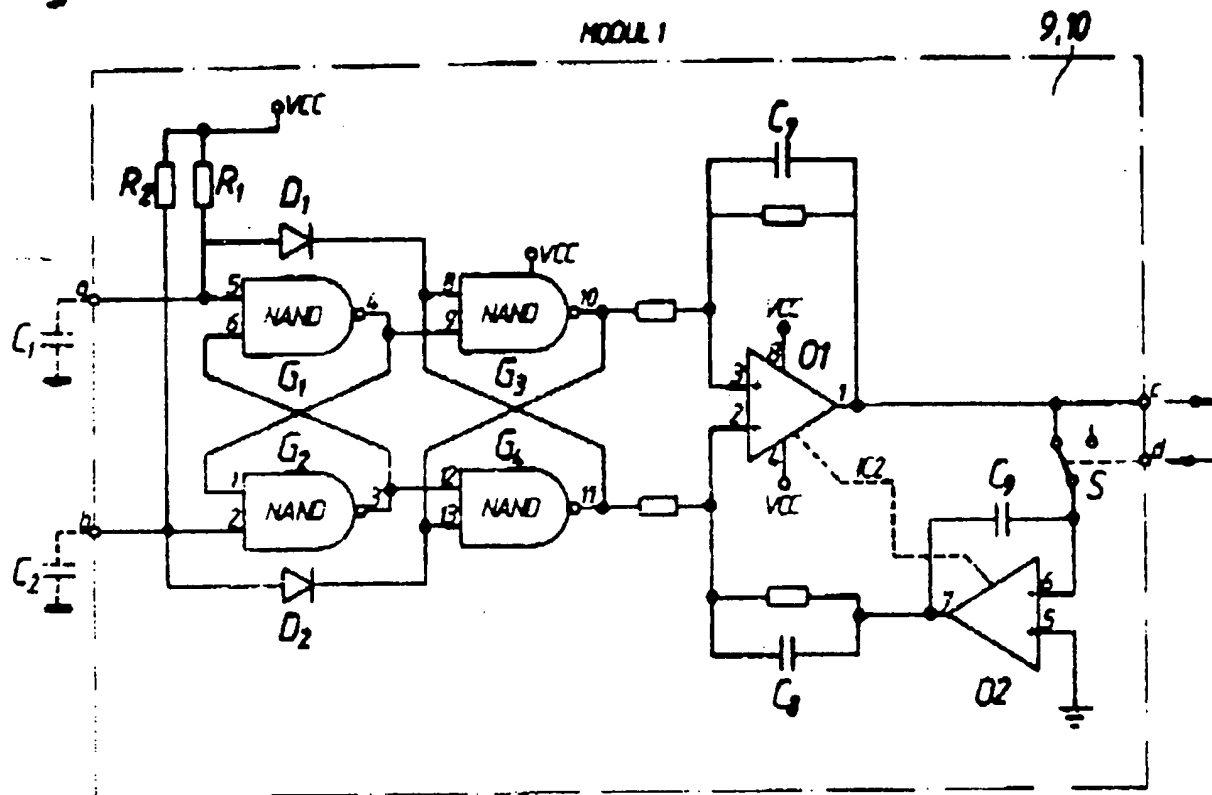 MODUL 1
9,10
VCC
R₂
R₁
D₁
C₇
a
5
6
NAND
4
G₁
8
9
NAND
10
VCC
G₃
C₁
VCC
8
O1
3
2
1
4
VCC
c
d
S
IC2
G₂
1
2
NAND
3
G₄
12
13
NAND
11
b
C₂
D₂
C₉
7
6
5
O2
C₈